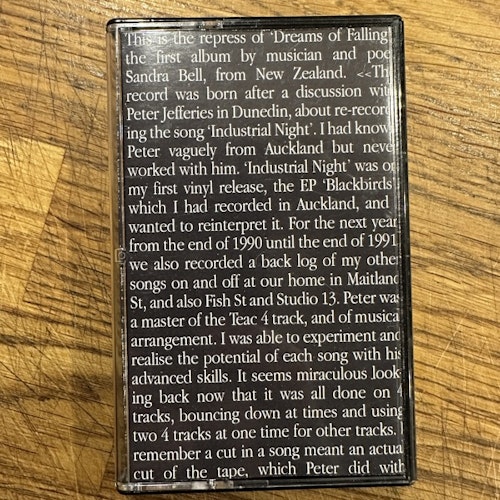 This is the repress of 'Dreams of Falling'
the first album by musician and poe
Sandra Bell, from New Zealand. <<Th
record was born after a discussion wit
Peter Jefferies in Dunedin, about re-recor
ing the song 'Industrial Night'. I had know
Peter vaguely from Auckland but neve
worked with him. 'Industrial Night' was on
my first vinyl release, the EP 'Blackbirds'
which I had recorded in Auckland, and
wanted to reinterpret it. For the next year
from the end of 1990 until the end of 1991
we also recorded a back log of my other
songs on and off at our home in Maitland
St, and also Fish St and Studio 13. Peter was
a master of the Teac 4 track, and of musica
arrangement. I was able to experiment and
realise the potential of each song with his
advanced skills. It seems miraculous look-
ing back now that it was all done on
tracks, bouncing down at times and using
two 4 tracks at one time for other tracks.
remember a cut in a song meant an actua
cut of the tape, which Peter did with